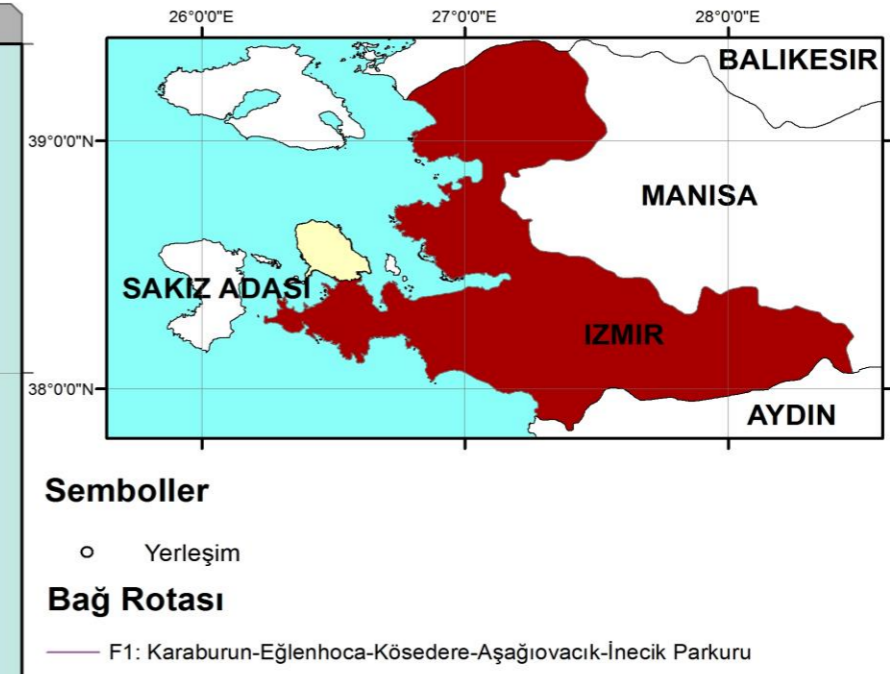 26°0'0"E 27°0'0"E 28°0'0"E
BALIKESIR
39°0'0"N
MANISA
SAKIZ ADASI
IZMIR
38°0'0"N
AYDIN
Semboller
Yerleşim
Bağ Rotası
F1: Karaburun-Eğlenhoca-Kösedere-Aşağıovacık-İnecik Parkuru